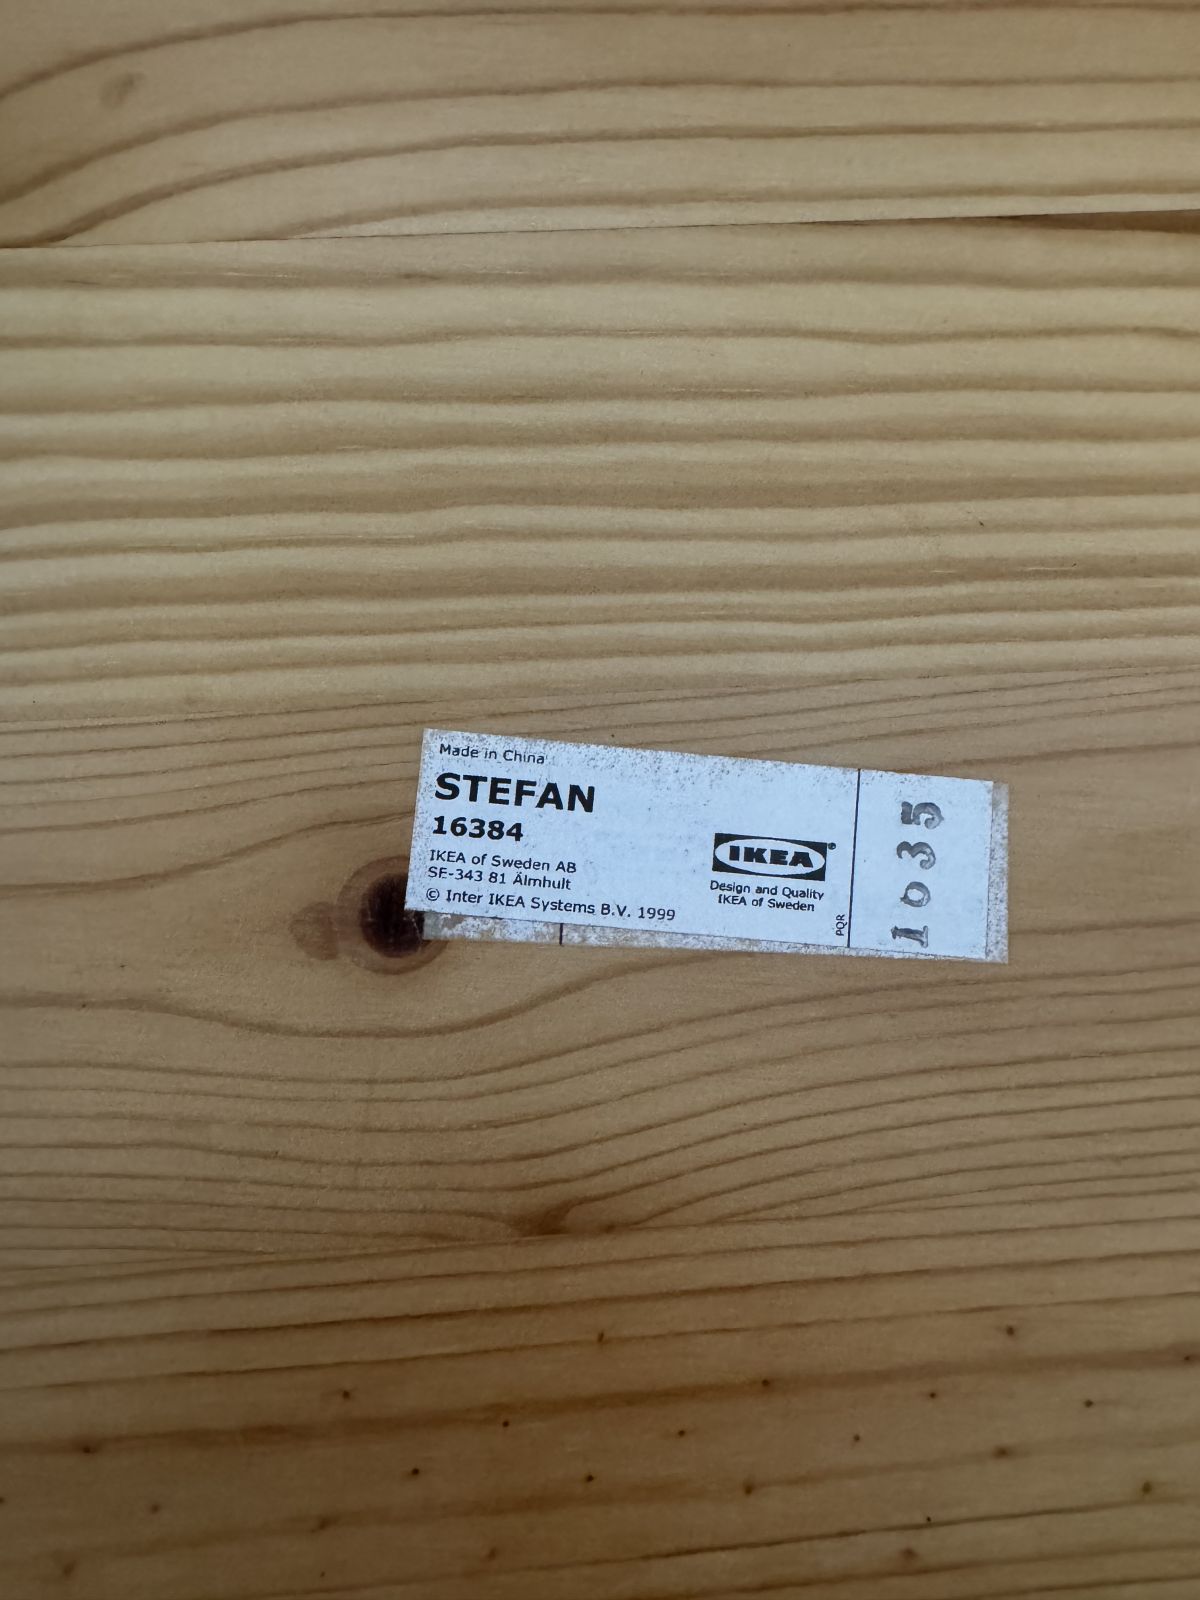 Made in China
STEFAN
16384
IKEA of Sweden AB
SE-343 81 Älmhult
© Inter IKEA Systems B.V. 1999
IKEA®
Design and Quality
IKEA of Sweden
PQR
1035